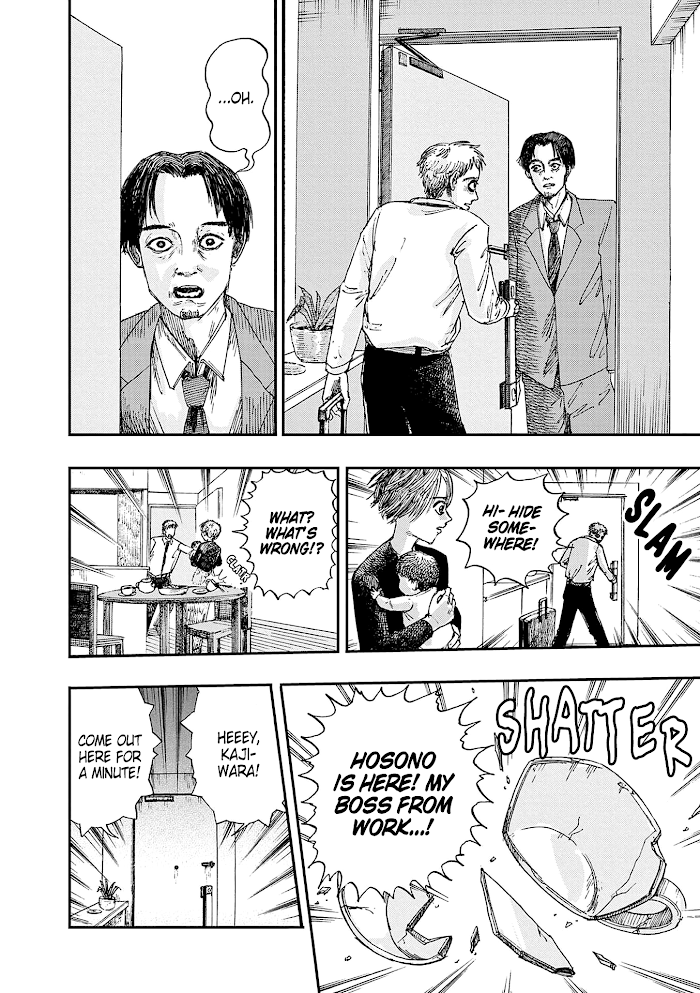 ...OH.
SLAM
HI- HIDE
SOME-
WHERE!
WHAT?
WHAT'S
WRONG!?
CLATR
SHATTER
HOSONO
IS HERE! MY
BOSS FROM
WORK...!
HEEEY,
KAJI-
WARA!
COME OUT
HERE FOR
A MINUTE!